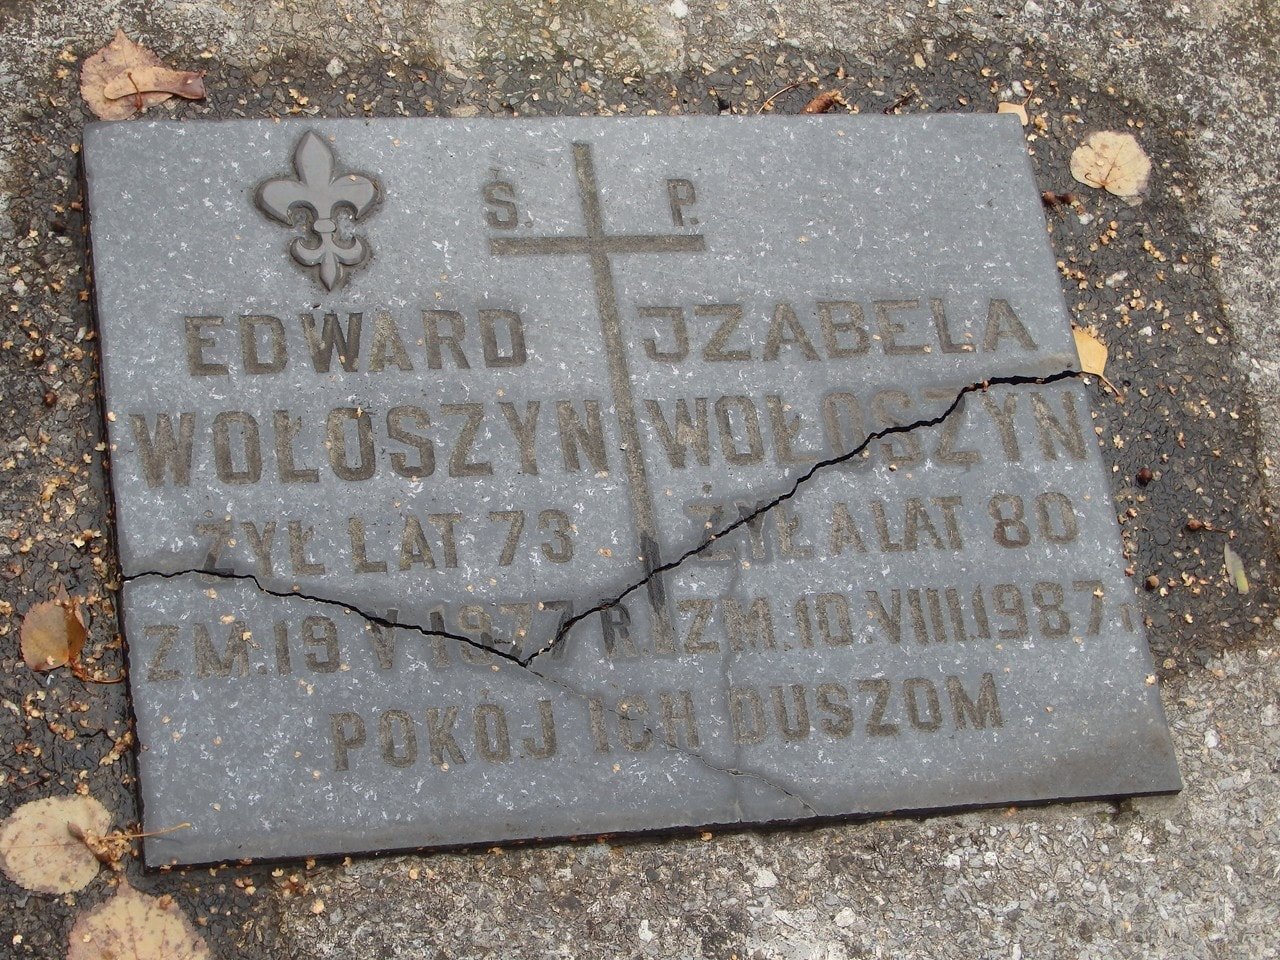 Ś. P.
EDWARD JZABELA
WOŁOSZYN WOŁOSZYN
ŻYŁ LAT 73 ŻYŁA LAT 80
ZM. 19 V 1977 R. ZM. 10. VIII. 1987 r
POKÓJ ICH DUSZOM